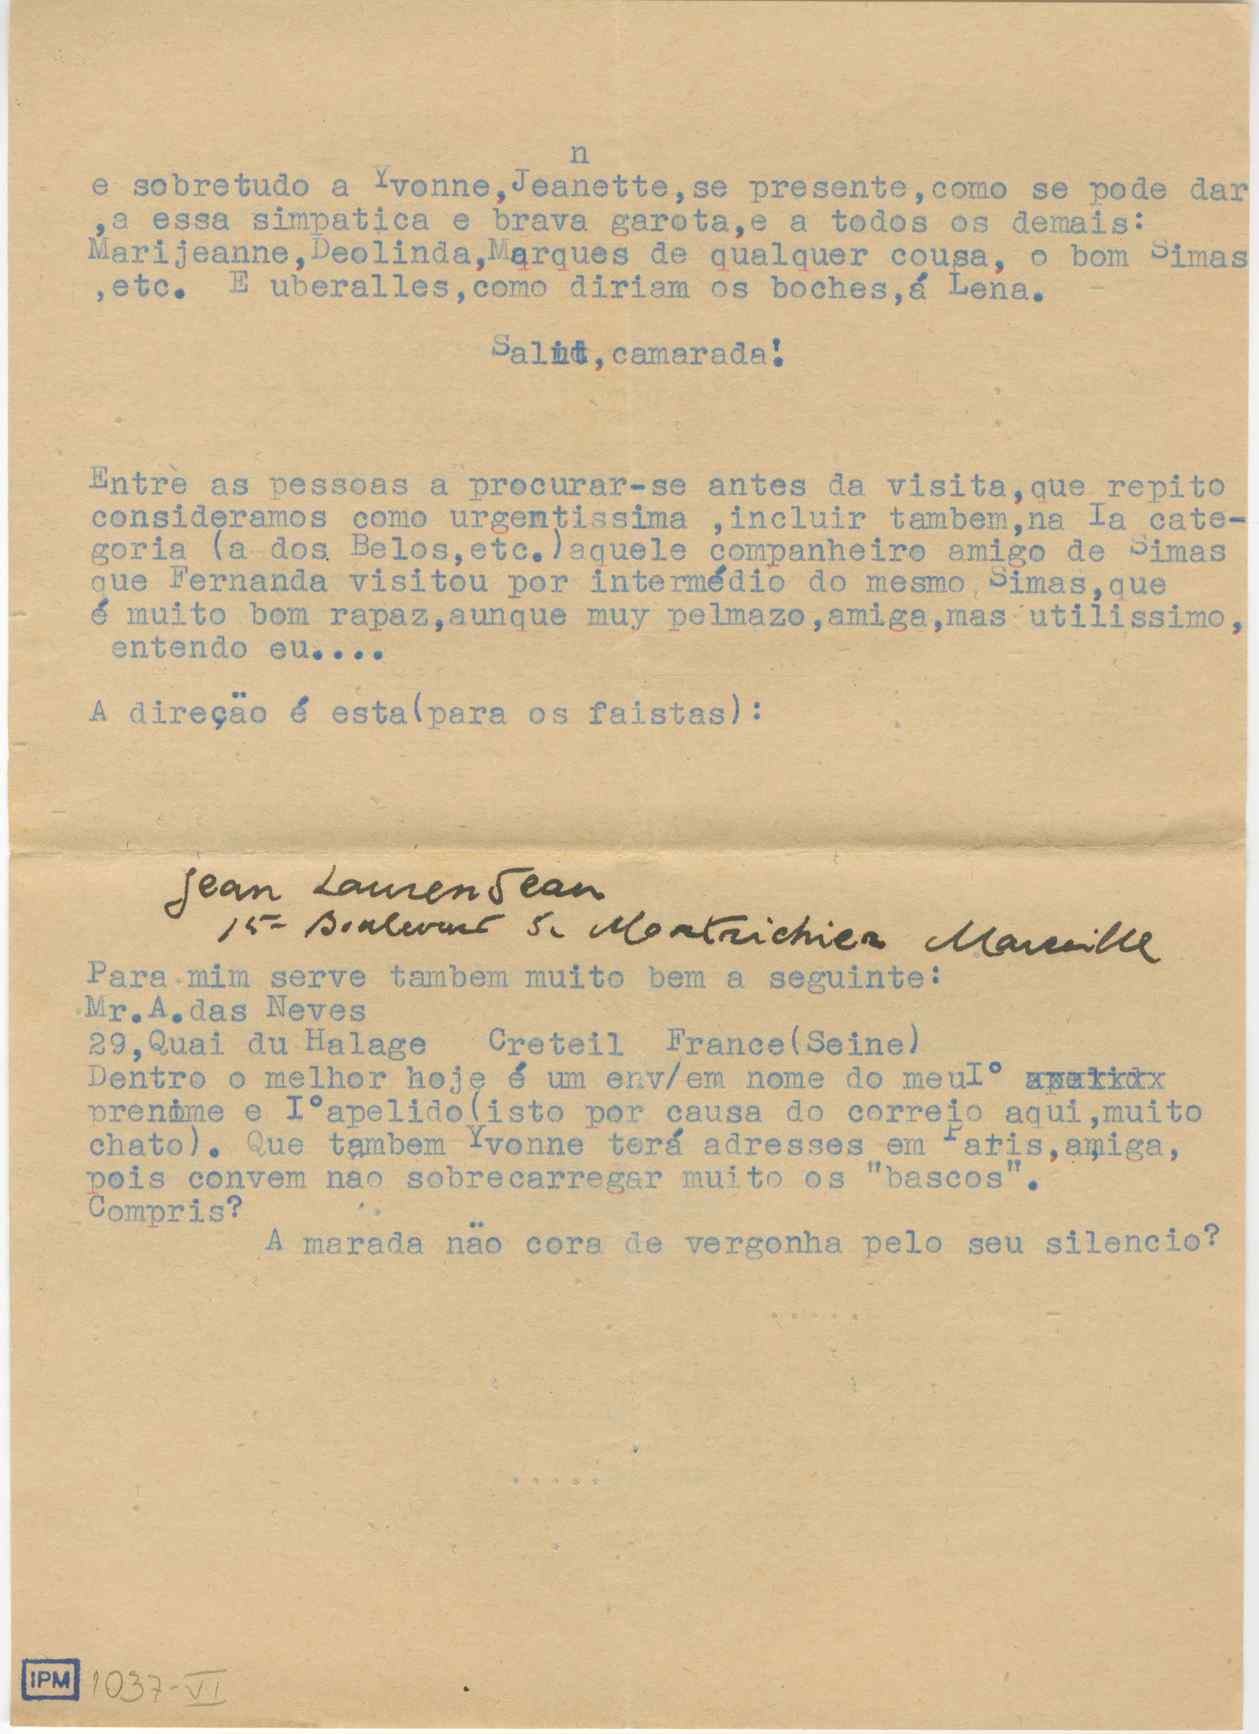 n
e sobretudo a Yvonne,Jeanette,se presente,como se pode dar
,a essa simpatica e brava garota,e a todos os demais:
Marijeanne,Deolinda,Marques de qualquer cousa, o bom Simas
,etc. E uberalles,como diriam os boches,á Lena.
Salut,camarada!
Entre as pessoas a procurar-se antes da visita,que repito
consideramos como urgentissima ,incluir tambem,na Ia cate-
goria (a dos Belos,etc.)aquele companheiro amigo de Simas
que Fernanda visitou por intermédio do mesmo Simas,que
é muito bom rapaz,aunque muy pelmazo,amiga,mas utilissimo,
entendo eu....
A direção é esta(para os faistas):
Jean Laurendeau
15- Boulevard de Montrichier Marseille
Para mim serve tambem muito bem a seguinte:
Mr.A.das Neves
29,Quai du Halage Creteil France(Seine)
Dentro o melhor hoje é um env/em nome do meuI°
prenome e I°apelido(isto por causa do correio aqui,muito
chato). Que tambem Yvonne terá adresses em Paris,amiga,
pois convem nao sobrecarregar muito os "bascos".
Compris?
A marada não cora de vergonha pelo seu silencio?
.....
.....
IPM 1037-VI